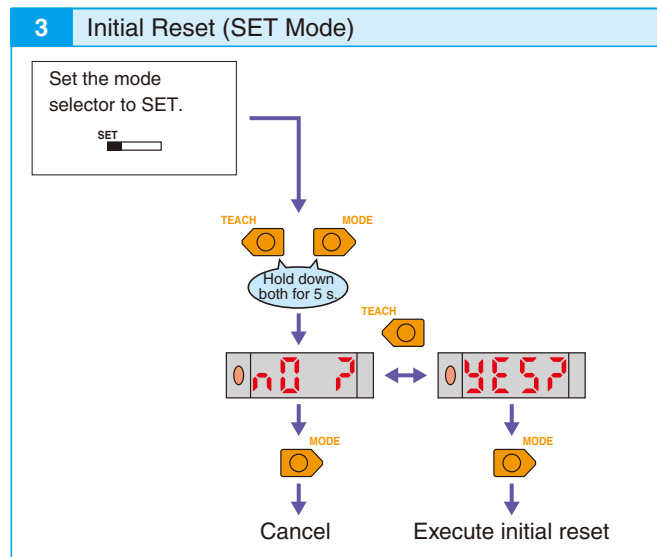 3 Initial Reset (SET Mode)
Set the mode
selector to SET.
SET
TEACH MODE
Hold down
both for 5 s.
TEACH
nO ? YES?
MODE MODE
Cancel Execute initial reset